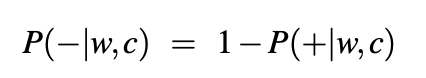 P(−|w,c) = 1−P(+|w,c)